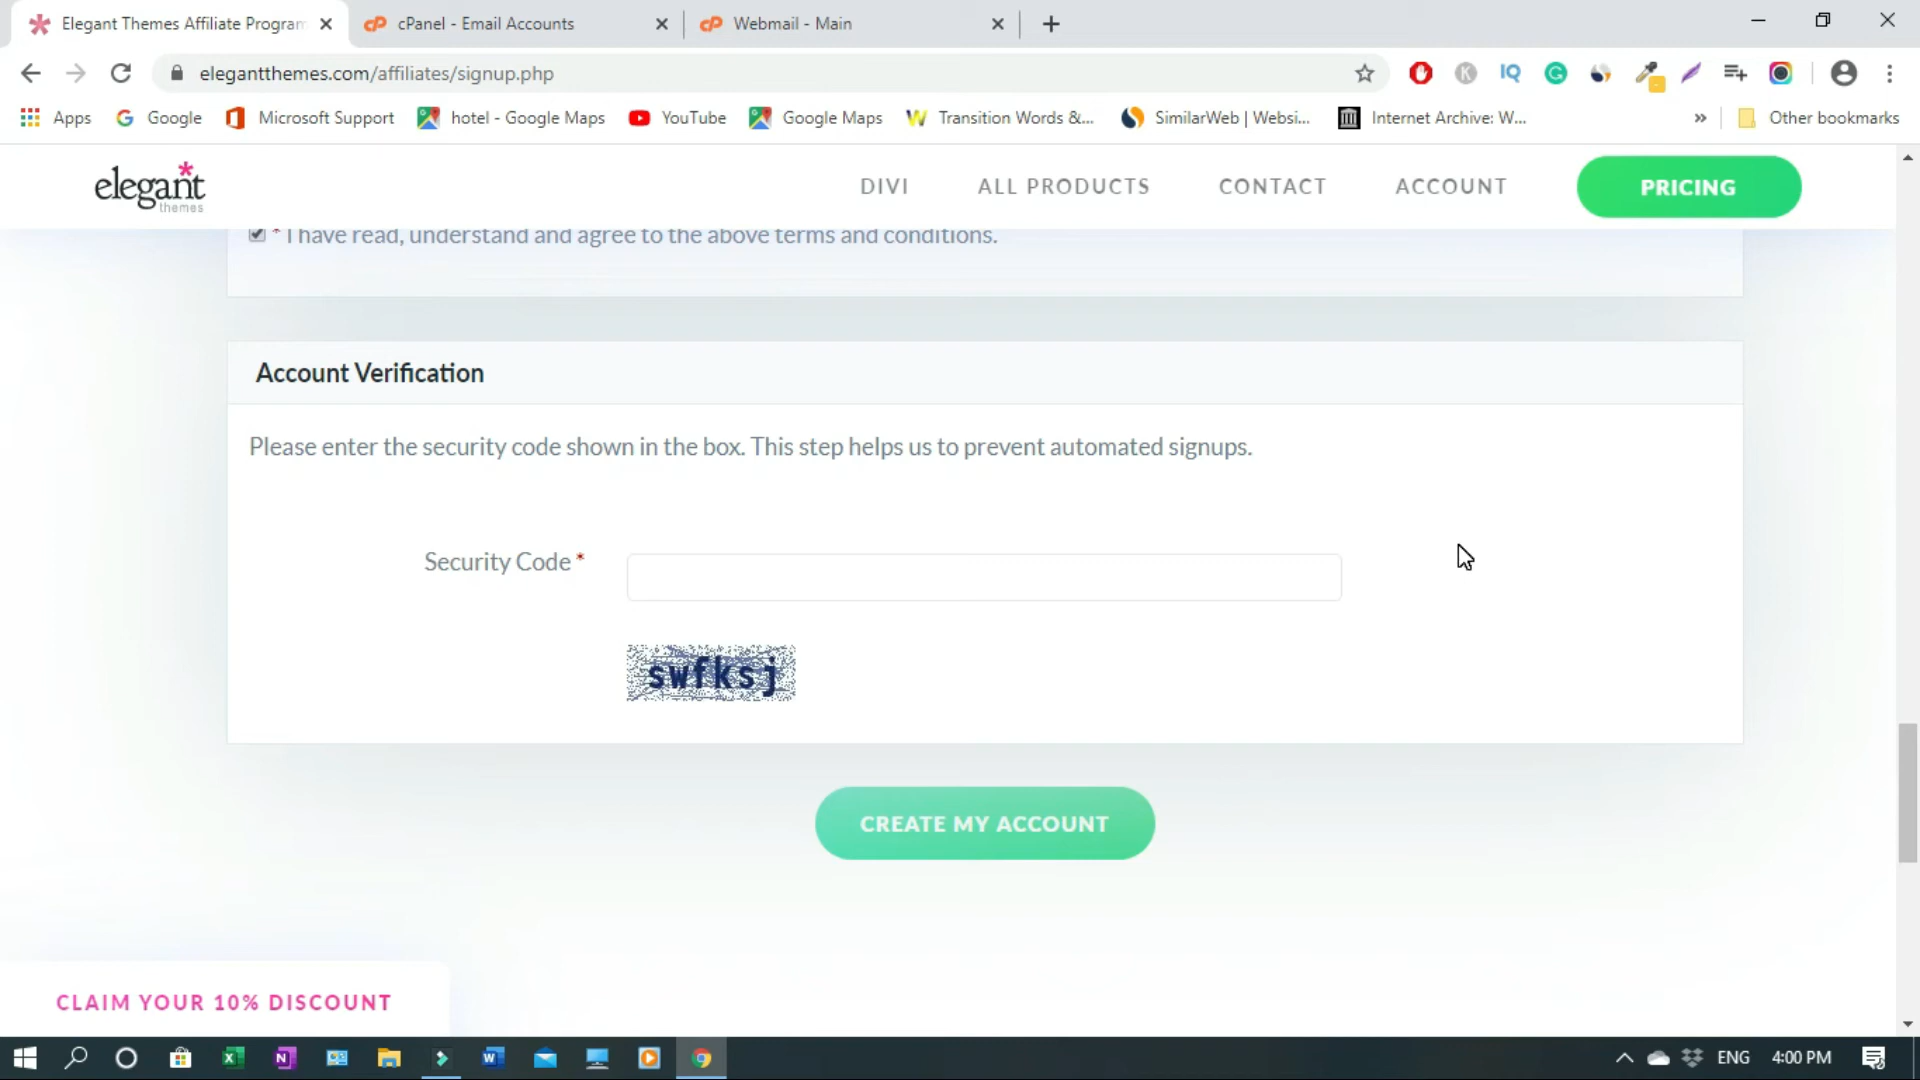 Elegant Themes Affiliate Program
cPanel - Email Accounts
Webmail - Main
elegantthemes.com/affiliates/signup.php
Apps
Google
Microsoft Support
hotel - Google Maps
YouTube
Google Maps
Transition Words &...
SimilarWeb | Websi...
Internet Archive: W...
»
Other bookmarks
elegant
themes
DIVI
ALL PRODUCTS
CONTACT
ACCOUNT
PRICING
* I have read, understand and agree to the above terms and conditions.
Account Verification
Please enter the security code shown in the box. This step helps us to prevent automated signups.
Security Code *
swfksj
CREATE MY ACCOUNT
CLAIM YOUR 10% DISCOUNT
ENG
4:00 PM